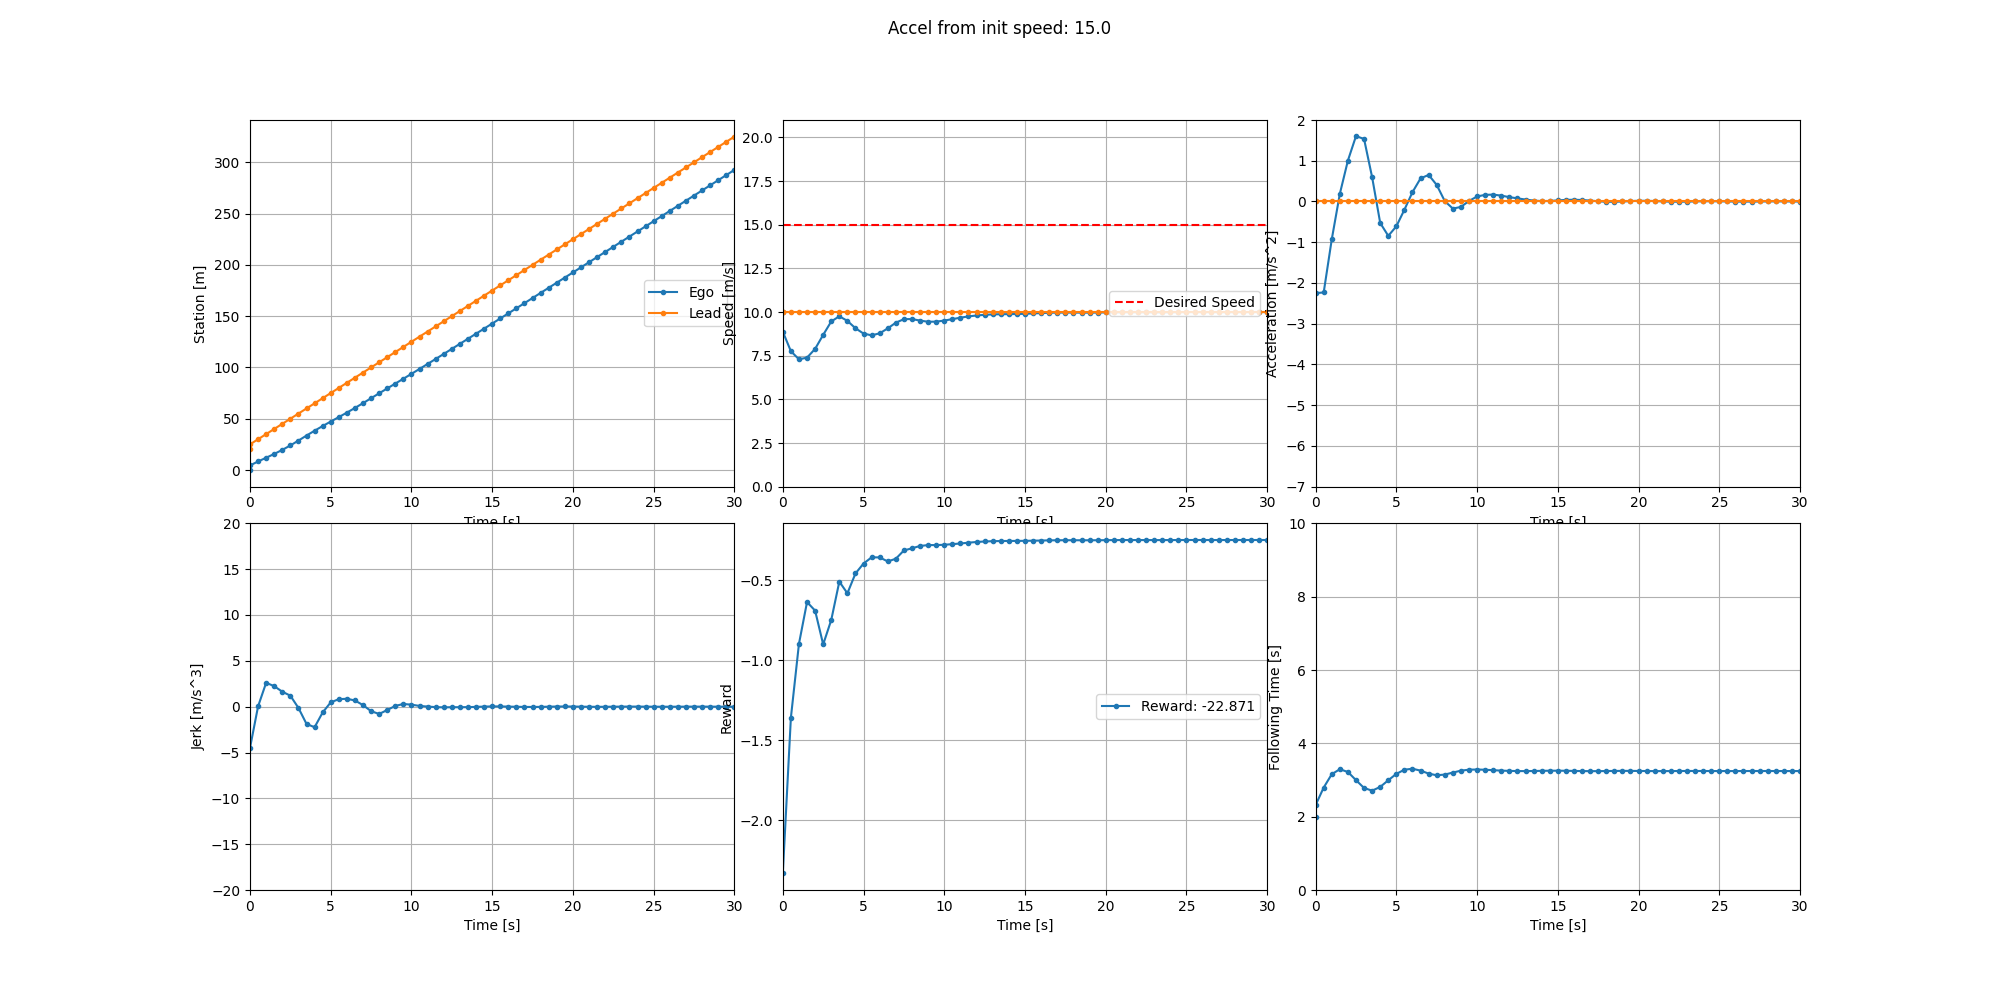 Accel from init speed: 15.0
Station [m]
300
250
200
150
100
50
0
0 5 10 15 20 25 30
Time [s]
Ego
Lead
Speed [m/s]
20.0
17.5
15.0
12.5
10.0
7.5
5.0
2.5
0.0
0 5 10 15 20 25 30
Time [s]
Desired Speed
Acceleration [m/s^2]
2
1
0
−1
−2
−3
−4
−5
−6
−7
0 5 10 15 20 25 30
Time [s]
Jerk [m/s^3]
20
15
10
5
0
−5
−10
−15
−20
0 5 10 15 20 25 30
Time [s]
Reward
−0.5
−1.0
−1.5
−2.0
0 5 10 15 20 25 30
Time [s]
Reward: -22.871
Following Time [s]
10
8
6
4
2
0
0 5 10 15 20 25 30
Time [s]